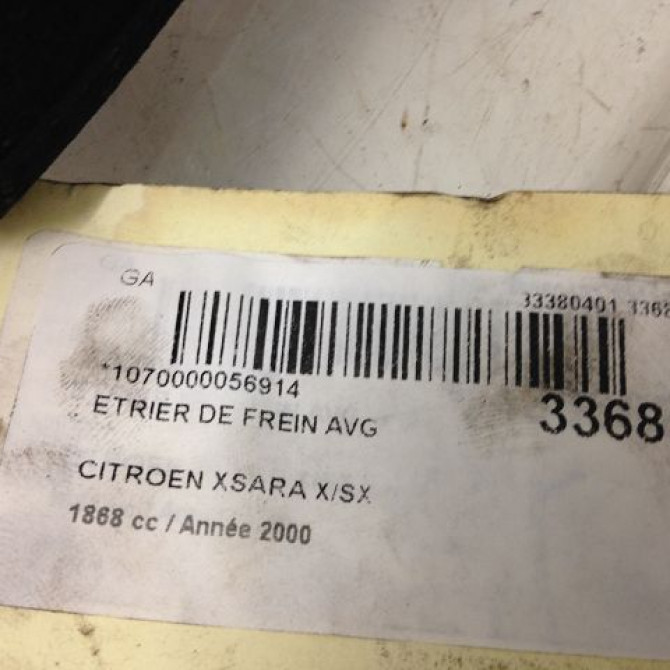 GA
33380401 3368
*1070000056914
3368
ETRIER DE FREIN AVG
CITROEN XSARA X/SX
1868 cc / Année 2000